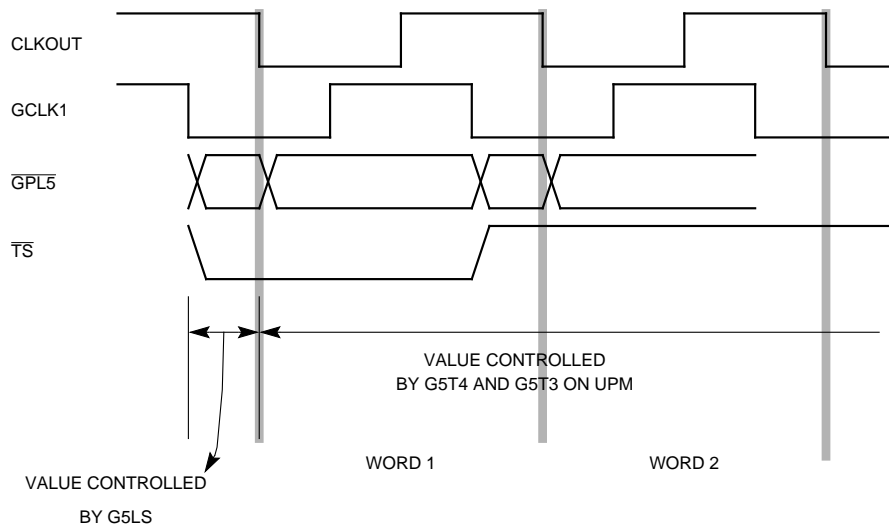 CLKOUT
GCLK1
GPL5
TS
VALUE CONTROLLED
BY G5T4 AND G5T3 ON UPM
WORD 1
WORD 2
VALUE CONTROLLED
BY G5LS